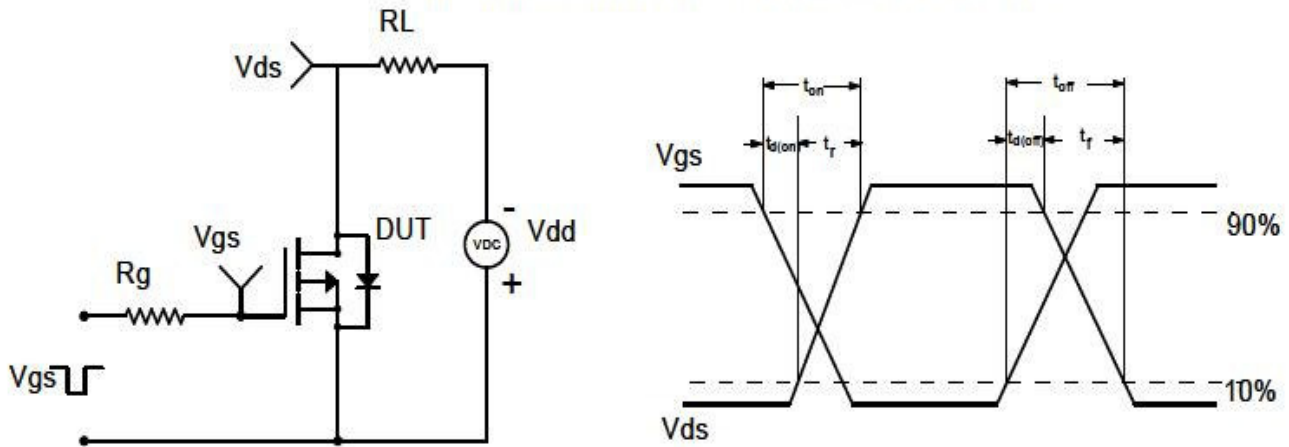 RL
Vds
Vgs
DUT
Rg
Vgs
VDC
-
Vdd
+
ton
toff
td(on)
tr
td(off)
tf
Vgs
90%
10%
Vds